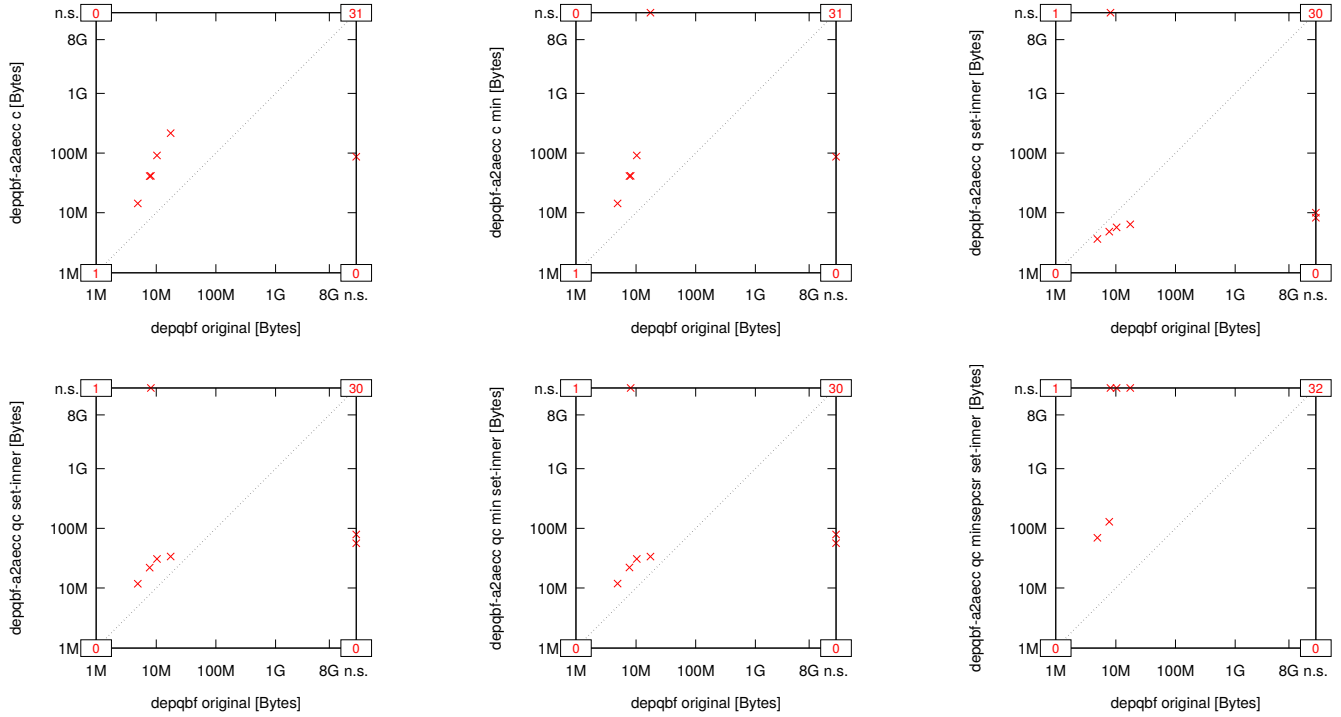 n.s. 0 31
8G
1G
100M
10M
1M 1 0
1M 10M 100M 1G 8G n.s.
depqbf original [Bytes]
depqbf-a2aecc c [Bytes]
n.s. 0 31
8G
1G
100M
10M
1M 1 0
1M 10M 100M 1G 8G n.s.
depqbf original [Bytes]
depqbf-a2aecc c min [Bytes]
n.s. 1 30
8G
1G
100M
10M
1M 0 0
1M 10M 100M 1G 8G n.s.
depqbf original [Bytes]
depqbf-a2aecc q set-inner [Bytes]
n.s. 1 30
8G
1G
100M
10M
1M 0 0
1M 10M 100M 1G 8G n.s.
depqbf original [Bytes]
depqbf-a2aecc qc set-inner [Bytes]
n.s. 1 30
8G
1G
100M
10M
1M 0 0
1M 10M 100M 1G 8G n.s.
depqbf original [Bytes]
depqbf-a2aecc qc min set-inner [Bytes]
n.s. 1 32
8G
1G
100M
10M
1M 0 0
1M 10M 100M 1G 8G n.s.
depqbf original [Bytes]
depqbf-a2aecc qc minsepcsr set-inner [Bytes]